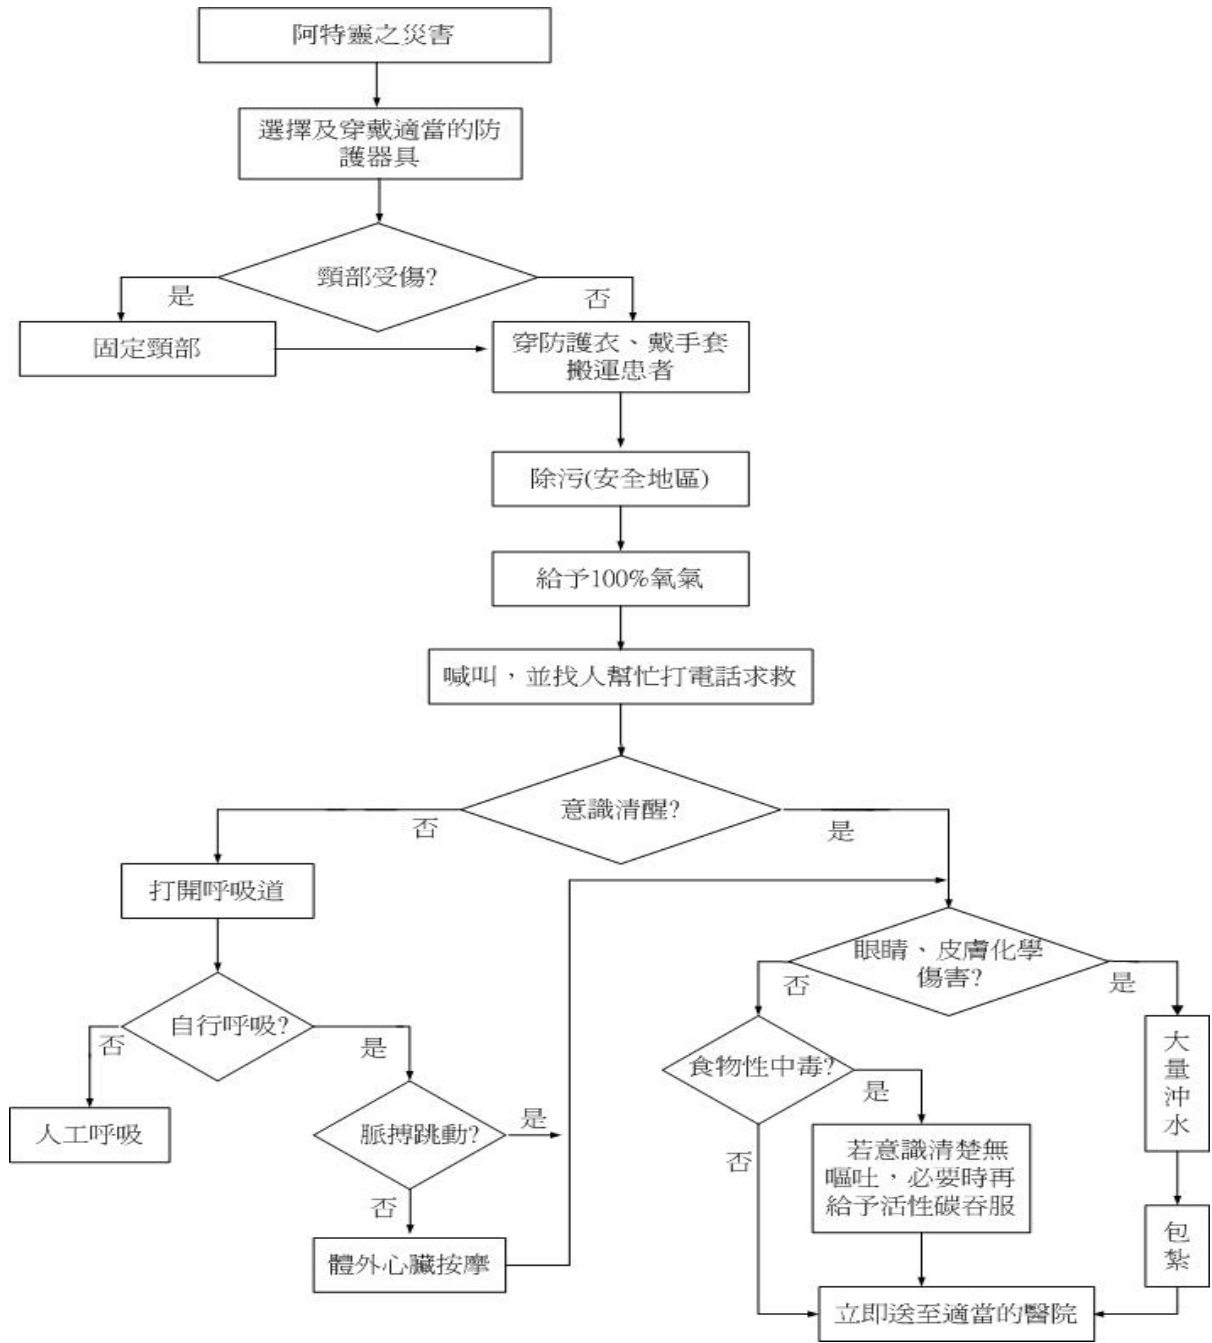 阿特靈之災害
選擇及穿戴適當的防
護器具
頸部受傷?
是
否
固定頸部
穿防護衣、戴手套
搬運患者
除污(安全地區)
給予100%氧氣
喊叫，並找人幫忙打電話求救
意識清醒?
否
是
打開呼吸道
眼睛、皮膚化學
傷害?
否
是
自行呼吸?
否
是
食物性中毒?
是
否
大
量
沖
水
人工呼吸
脈搏跳動?
是
否
若意識清楚無
嘔吐，必要時再
給予活性碳吞服
體外心臟按摩
包
紮
立即送至適當的醫院